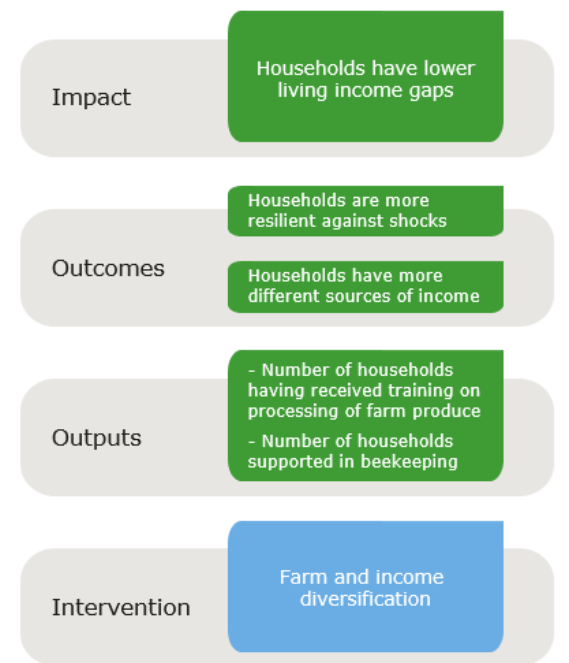 Impact
Households have lower
living income gaps
Outcomes
Households are more
resilient against shocks
Households have more
different sources of income
Outputs
- Number of households
having received training on
processing of farm produce
- Number of households
supported in beekeeping
Intervention
Farm and income
diversification